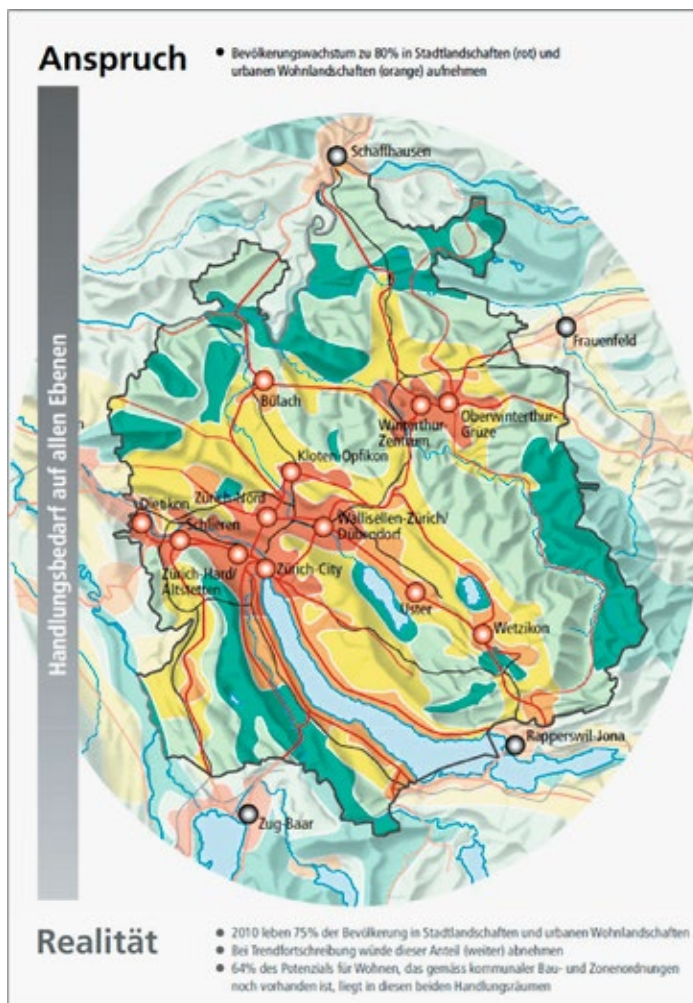 Anspruch
• Bevölkerungswachstum zu 80% in Stadtlandschaften (rot) und
urbanen Wohnlandschaften (orange) aufnehmen
Handlungsbedarf auf allen Ebenen
Schaffhausen
Frauenfeld
Bülach
Winterthur-
Zentrum
Oberwinterthur-
Grüze
Kloten-Opfikon
Zürich-Nord
Dietikon
Schlieren
Wallisellen-Zürich/
Dübendorf
Zürich-Hard/
Altstetten
Zürich-City
Uster
Wetzikon
Rapperswil-Jona
Zug-Baar
Realität
• 2010 leben 75% der Bevölkerung in Stadtlandschaften und urbanen Wohnlandschaften
• Bei Trendfortschreibung würde dieser Anteil (weiter) abnehmen
• 64% des Potenzials für Wohnen, das gemäss kommunaler Bau- und Zonenordnungen
noch vorhanden ist, liegt in diesen beiden Handlungsräumen